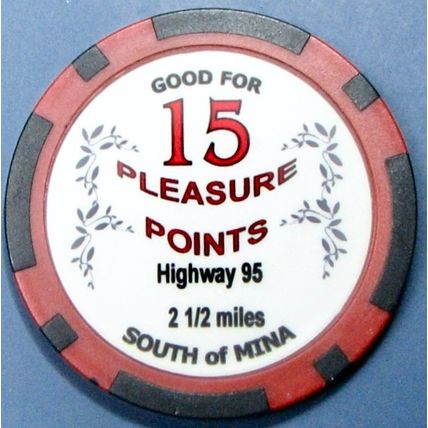 GOOD FOR
15
PLEASURE
POINTS
Highway 95
2 1/2 miles
SOUTH of MINA